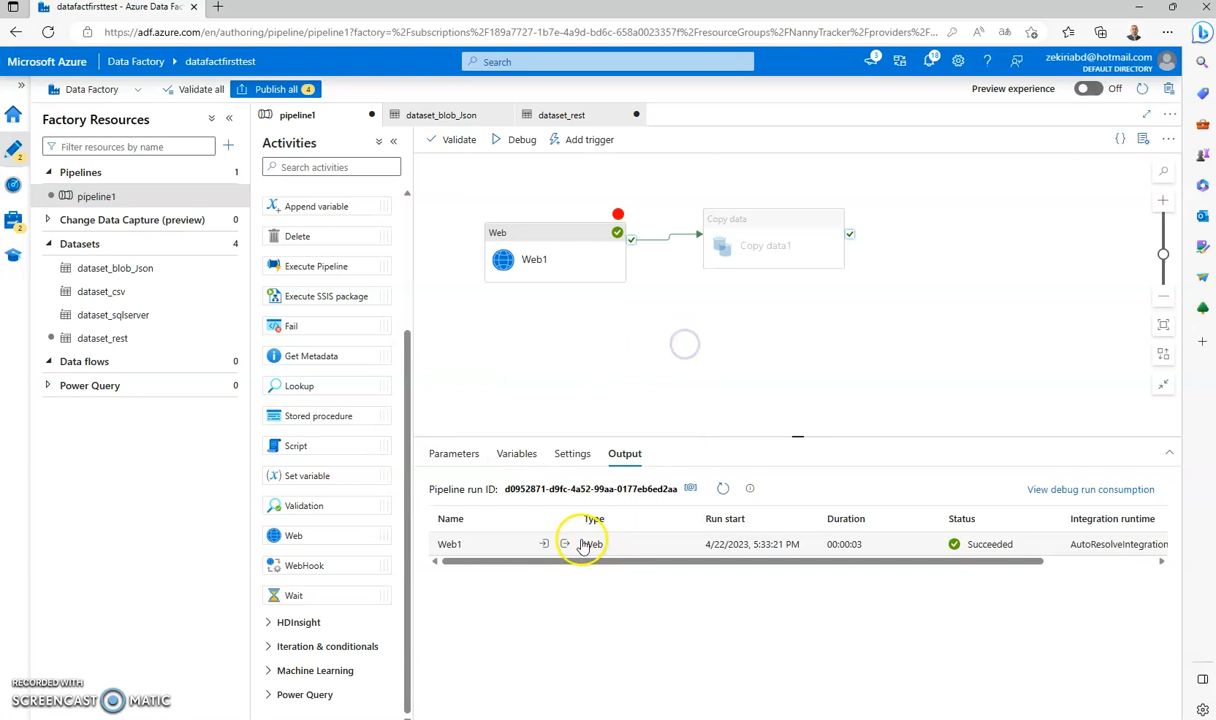 datafactfirsttest - Azure Data Fac
https://adf.azure.com/en/authoring/pipeline/pipeline1?factory=%2Fsubscriptions%2F189a7727-1b7e-4a9d-bd6c-658a0023357f%2FresourceGroups%2FNannyTracker%2Fproviders%2...
Microsoft Azure
Data Factory
datafactfirsttest
Search
3
18
zekiriabd@hotmail.com
DEFAULT DIRECTORY
Data Factory
Validate all
Publish all 4
Preview experience
Off
Factory Resources
Filter resources by name
Pipelines 1
pipeline1
Change Data Capture (preview) 0
Datasets 4
dataset_blob_Json
dataset_csv
dataset_sqlserver
dataset_rest
Data flows 0
Power Query 0
2
2
pipeline1
dataset_blob_Json
dataset_rest
Activities
Search activities
Append variable
Delete
Execute Pipeline
Execute SSIS package
Fail
Get Metadata
Lookup
Stored procedure
Script
Set variable
Validation
Web
WebHook
Wait
HDInsight
Iteration & conditionals
Machine Learning
Power Query
Validate
Debug
Add trigger
Web
Web1
Copy data
Copy data1
Parameters
Variables
Settings
Output
Pipeline run ID: d0952871-d9fc-4a52-99aa-0177eb6ed2aa
View debug run consumption
Name Type Run start Duration Status Integration runtime
Web1 Web 4/22/2023, 5:33:21 PM 00:00:03 Succeeded AutoResolveIntegration
RECORDED WITH
SCREENCAST MATIC